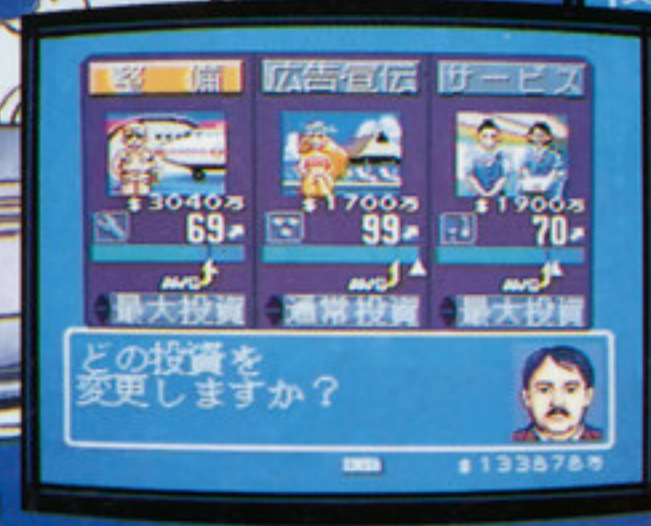 整備 広告宣伝 サービス
$3040万 $1700万 $1900万
69 99 70
AVG AVG AVG
最大投資 通常投資 最大投資
どの投資を
変更しますか？
$133878万